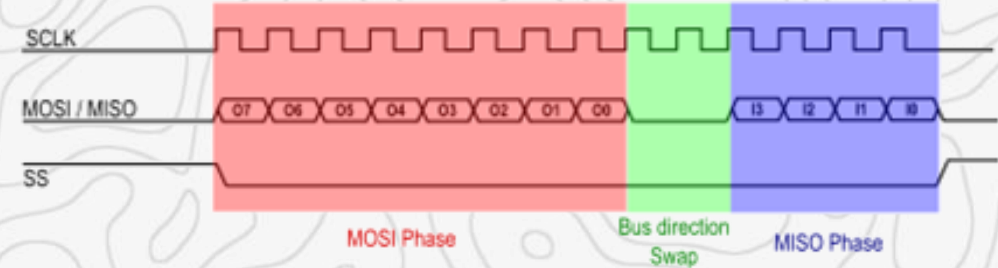 SCLK
MOSI / MISO
O7 O6 O5 O4 O3 O2 O1 O0 I3 I2 I1 I0
SS
MOSI Phase
Bus direction
Swap
MISO Phase